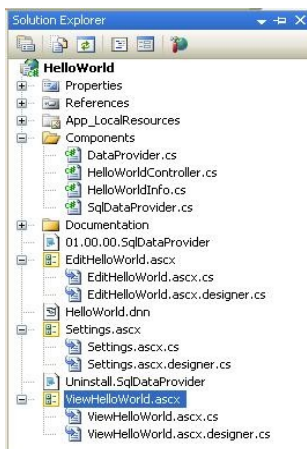 Solution Explorer
HelloWorld
Properties
References
App_LocalResources
Components
DataProvider.cs
HelloWorldController.cs
HelloWorldInfo.cs
SqlDataProvider.cs
Documentation
01.00.00.SqlDataProvider
EditHelloWorld.ascx
EditHelloWorld.ascx.cs
EditHelloWorld.ascx.designer.cs
HelloWorld.dnn
Settings.ascx
Settings.ascx.cs
Settings.ascx.designer.cs
Uninstall.SqlDataProvider
ViewHelloWorld.ascx
ViewHelloWorld.ascx.cs
ViewHelloWorld.ascx.designer.cs